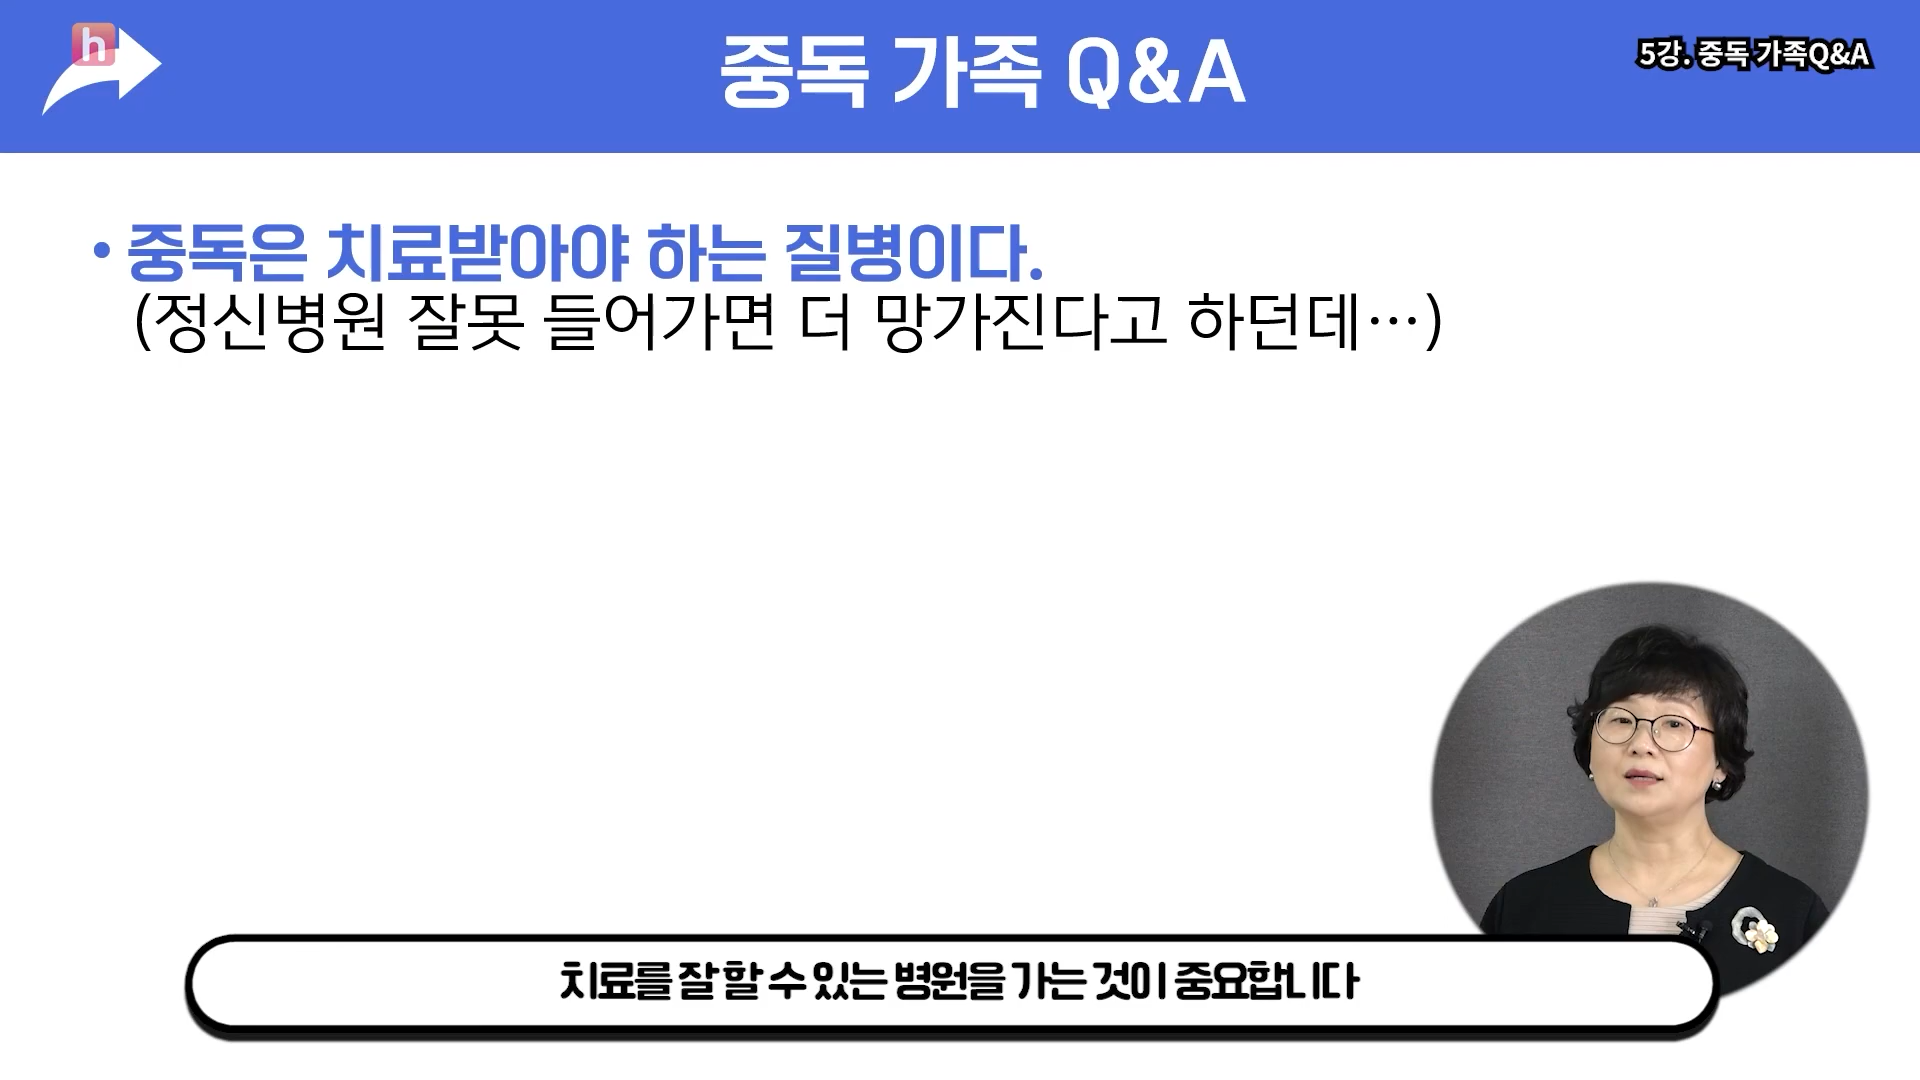 h
중독 가족 Q&A
5강. 중독 가족Q&A
• 중독은 치료받아야 하는 질병이다.
(정신병원 잘못 들어가면 더 망가진다고 하던데…)
치료를 잘 할 수 있는 병원을 가는 것이 중요합니다